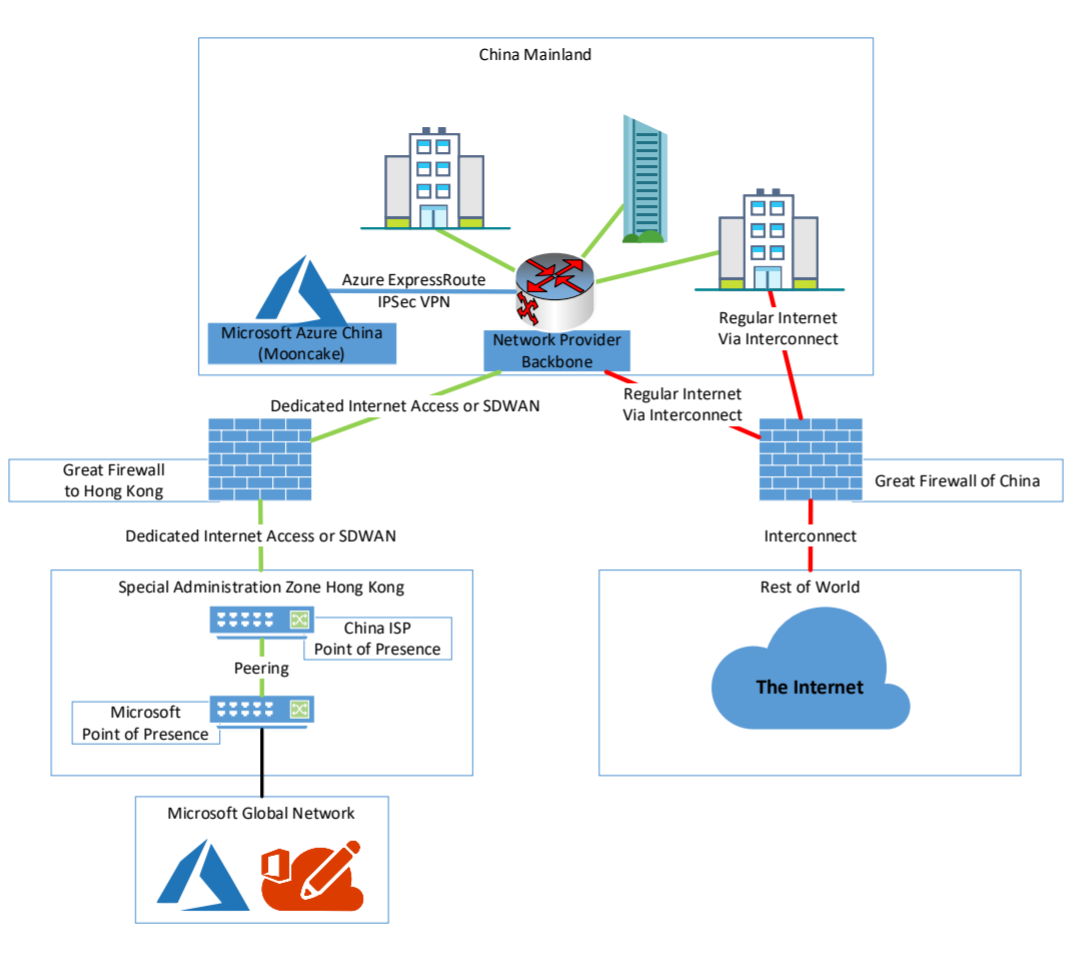 China Mainland
Azure ExpressRoute
IPSec VPN
Microsoft Azure China
(Mooncake)
Network Provider
Backbone
Regular Internet
Via Interconnect
Dedicated Internet Access or SDWAN
Regular Internet
Via Interconnect
Great Firewall
to Hong Kong
Great Firewall of China
Dedicated Internet Access or SDWAN
Interconnect
Special Administration Zone Hong Kong
China ISP
Point of Presence
Peering
Microsoft
Point of Presence
Rest of World
The Internet
Microsoft Global Network